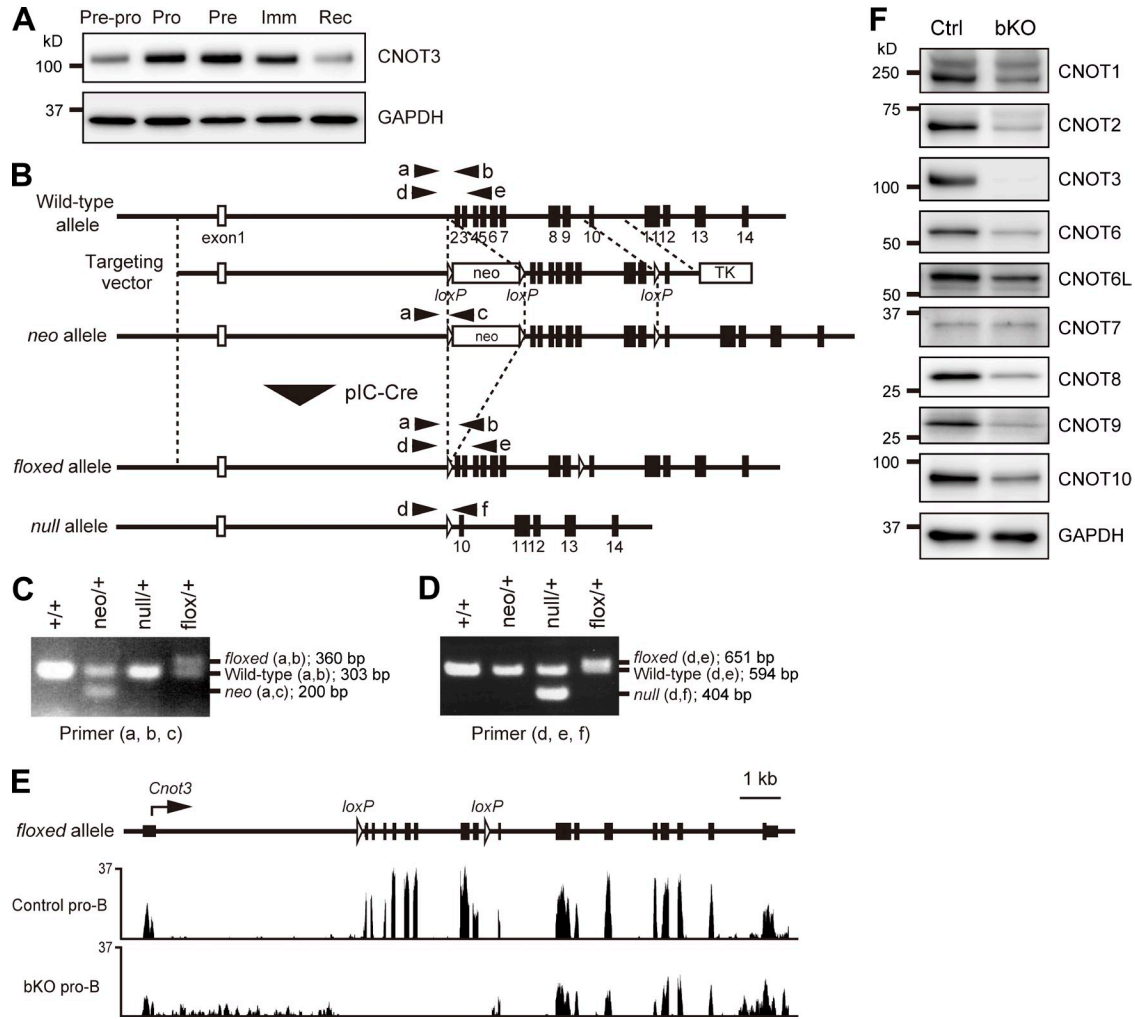 A
Pre-pro Pro Pre Imm Rec
kD
100
CNOT3
37
GAPDH
B
a b
d e
Wild-type allele
exon1
2 3 4 5 6 7 8 9 10 11 12 13 14
Targeting vector
neo
TK
loxP loxP loxP
a c
neo allele
neo
pIC-Cre
a b
d e
floxed allele
d f
null allele
10 11 12 13 14
C
+/+ neo/+ null/+ flox/+
floxed (a,b); 360 bp
Wild-type (a,b); 303 bp
neo (a,c); 200 bp
Primer (a, b, c)
D
+/+ neo/+ null/+ flox/+
floxed (d,e); 651 bp
Wild-type (d,e); 594 bp
null (d,f); 404 bp
Primer (d, e, f)
E
1 kb
Cnot3
loxP loxP
floxed allele
37
Control pro-B
37
bKO pro-B
F
Ctrl bKO
kD
250
CNOT1
75
CNOT2
100
CNOT3
50
CNOT6
50
CNOT6L
37
CNOT7
25
CNOT8
25
CNOT9
100
CNOT10
37
GAPDH